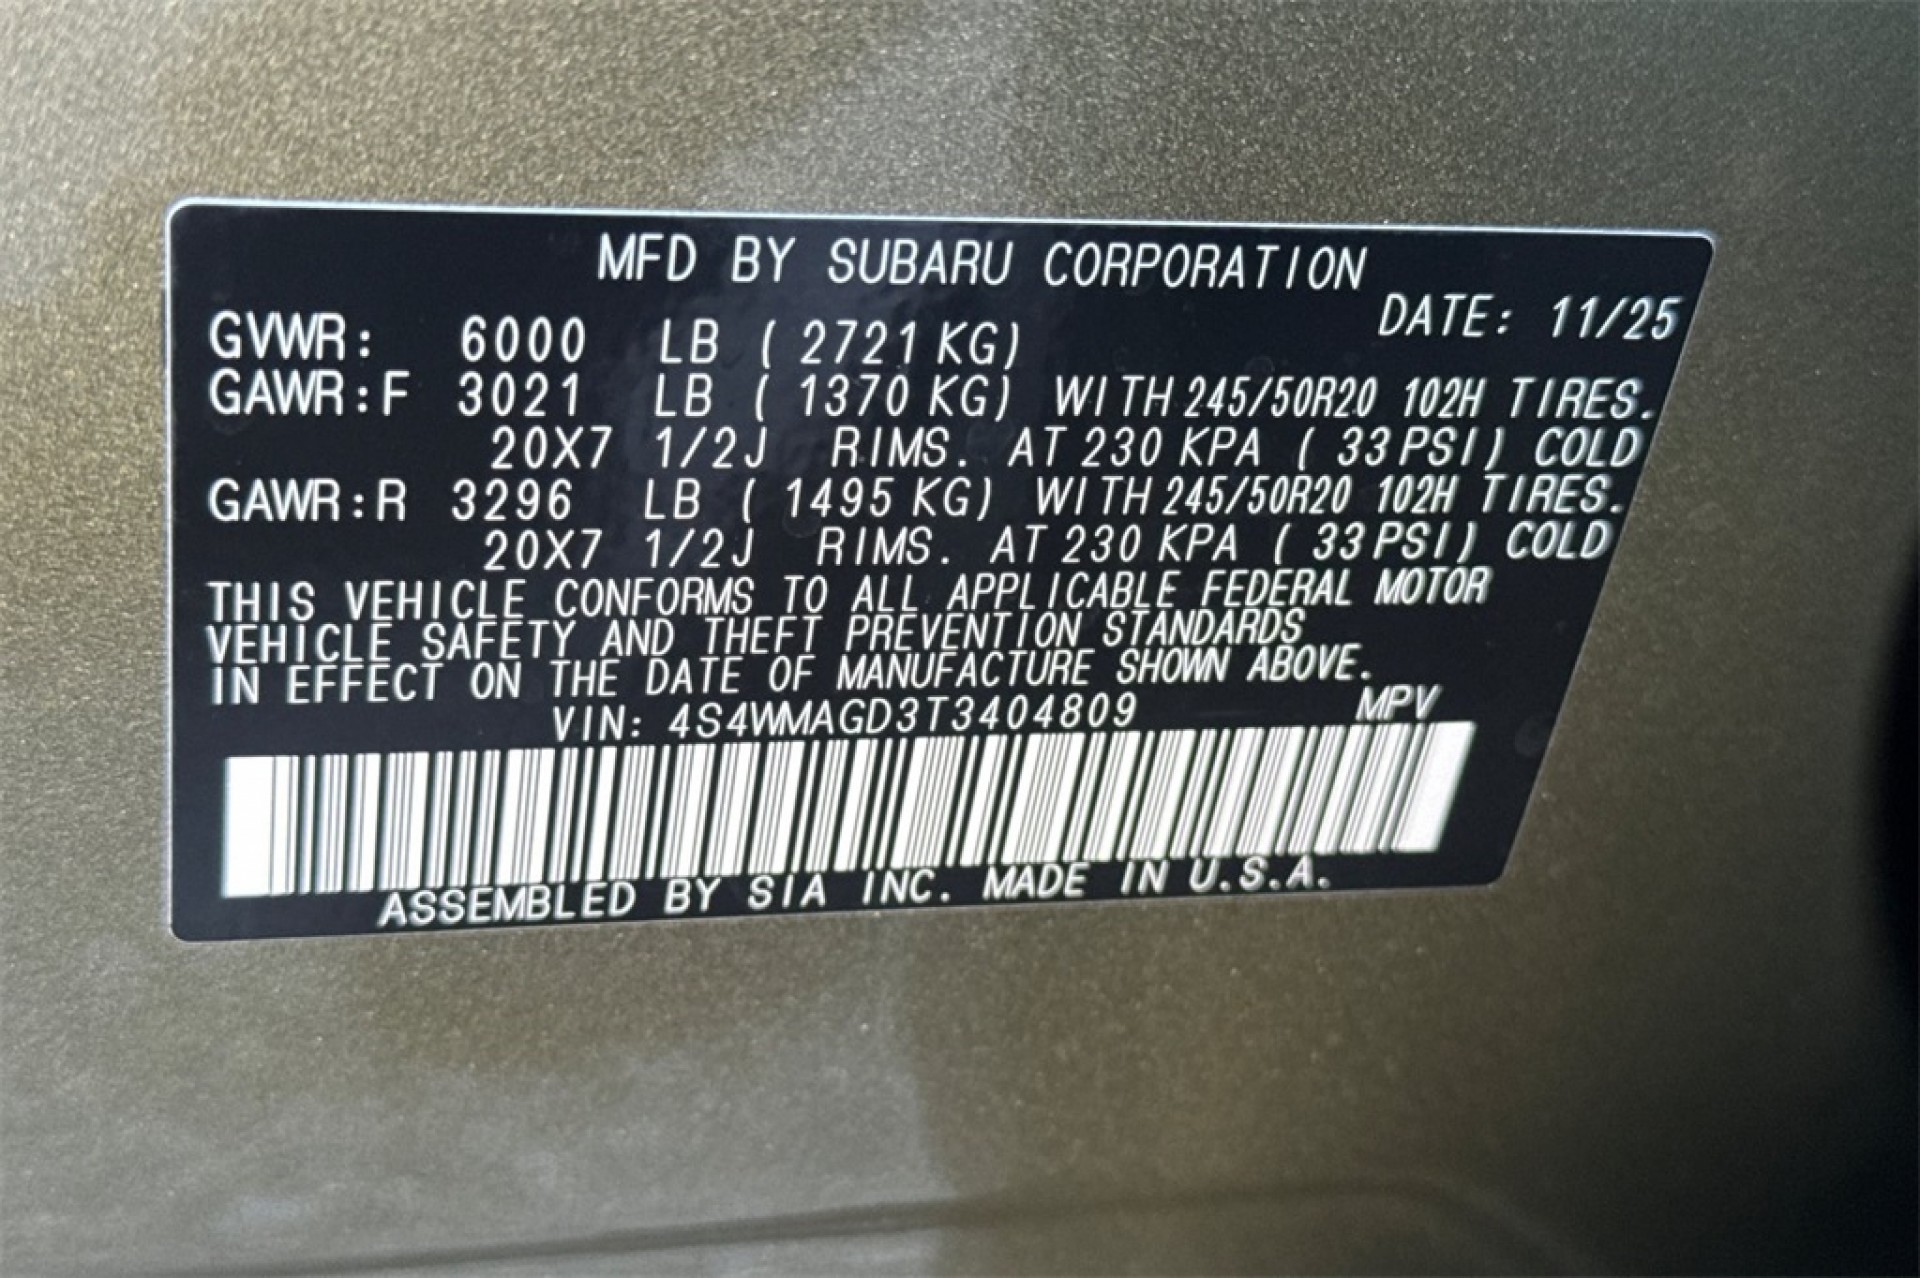 MFD BY SUBARU CORPORATION
DATE: 11/25
GVWR: 6000 LB (2721 KG)
GAWR:F 3021 LB (1370 KG) WITH 245/50R20 102H TIRES.
20X7 1/2J RIMS. AT 230 KPA (33 PSI) COLD
GAWR:R 3296 LB (1495 KG) WITH 245/50R20 102H TIRES.
20X7 1/2J RIMS. AT 230 KPA (33 PSI) COLD
THIS VEHICLE CONFORMS TO ALL APPLICABLE FEDERAL MOTOR
VEHICLE SAFETY AND THEFT PREVENTION STANDARDS
IN EFFECT ON THE DATE OF MANUFACTURE SHOWN ABOVE.
VIN: 4S4WMAGD3T3404809 MPV
ASSEMBLED BY SIA INC. MADE IN U.S.A.